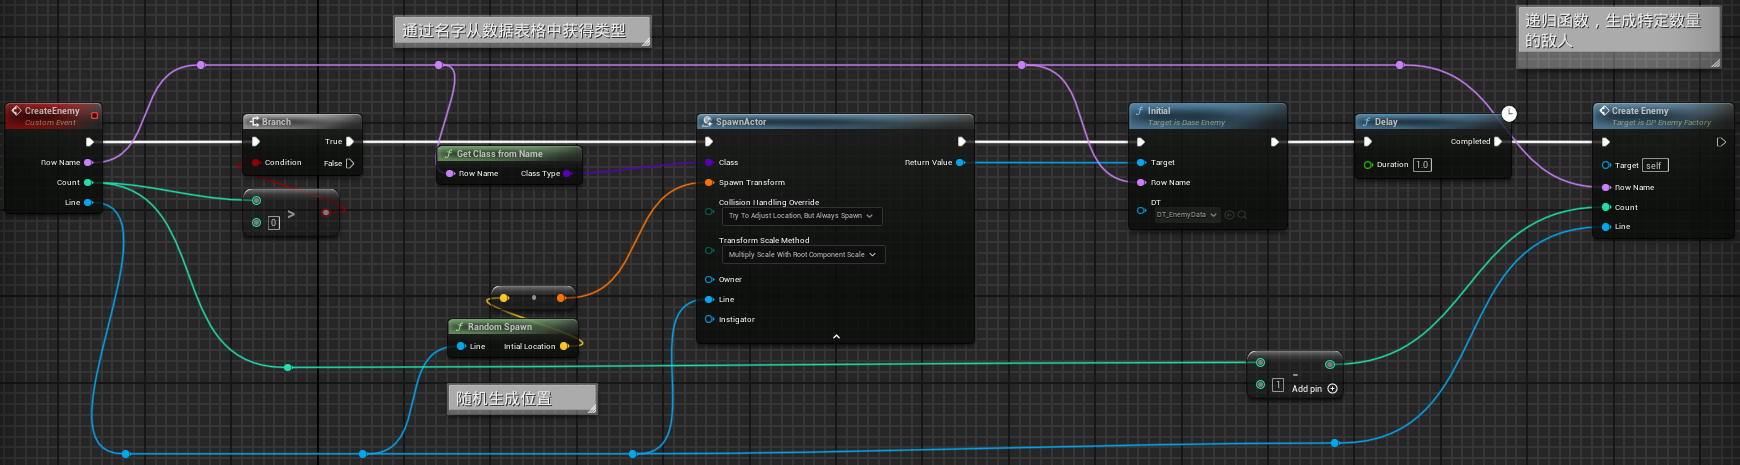 通过名字从数据表格中获得类型
递归函数，生成特定数量
的敌人
CreateEnemy
Custom Event
Row Name
Count
Line
Branch
True
Condition
False
>
0
Get Class from Name
Row Name
Class Type
SpawnActor
Class
Return Value
Spawn Transform
Collision Handling Override
Try To Adjust Location, But Always Spawn
Transform Scale Method
Multiply Scale With Root Component Scale
Owner
Line
Instigator
Random Spawn
Line
Intial Location
随机生成位置
Initial
Target is Base Enemy
Target
Row Name
DT
DT_EnemyData
Delay
Completed
Duration
1.0
Create Enemy
Target is BP Enemy Factory
Target
self
Row Name
Count
Line
-
1
Add pin